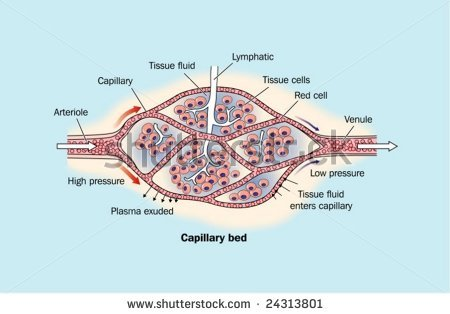 Lymphatic
Tissue fluid
Capillary
Tissue cells
Red cell
Arteriole
Venule
High pressure
Low pressure
Tissue fluid
enters capillary
Plasma exuded
Capillary bed
shutterstock
www.shutterstock.com · 24313801